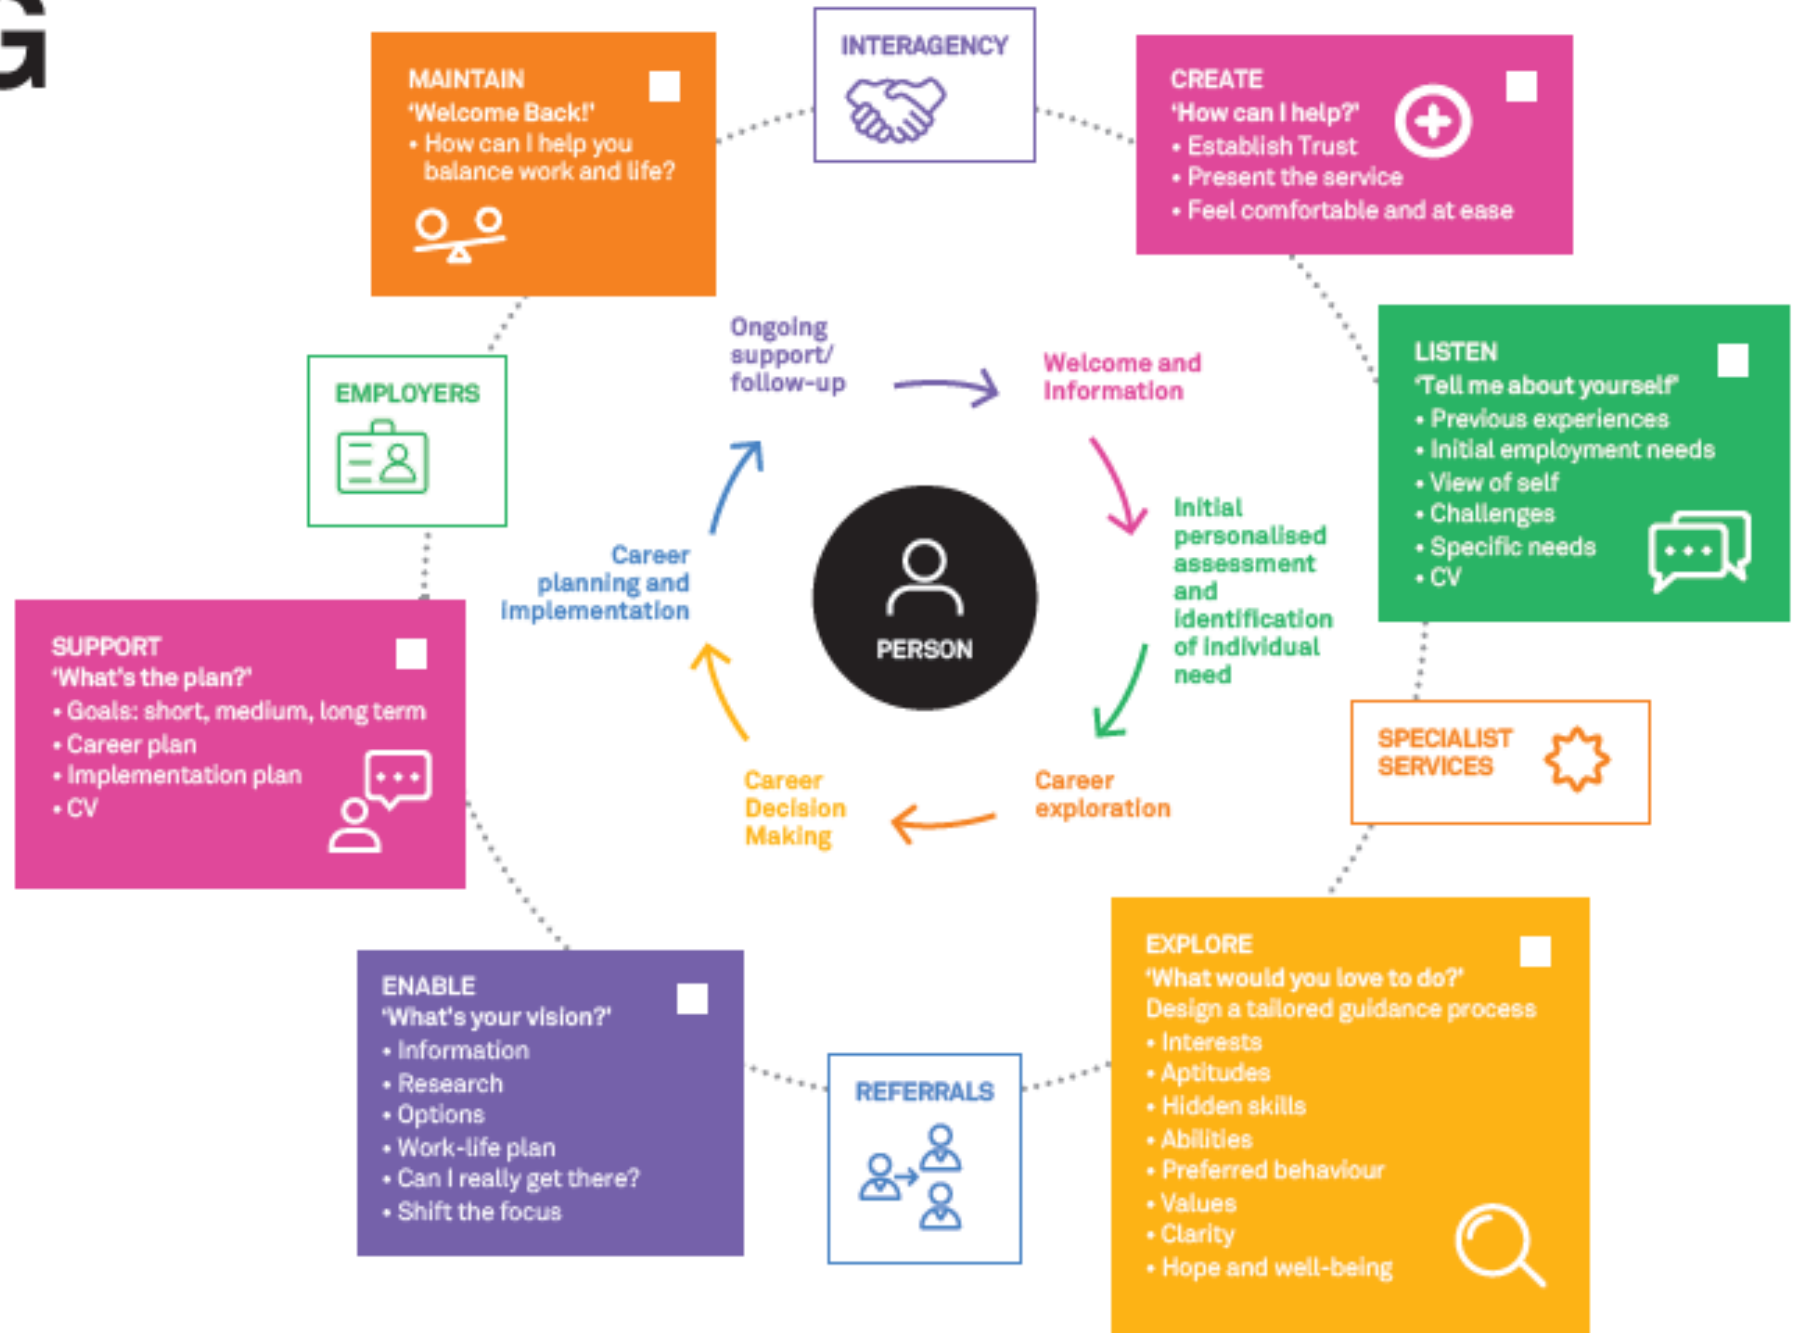 G
INTERAGENCY
MAINTAIN
‘Welcome Back!’
• How can I help you
balance work and life?
CREATE
‘How can I help?’
• Establish Trust
• Present the service
• Feel comfortable and at ease
LISTEN
‘Tell me about yourself’
• Previous experiences
• Initial employment needs
• View of self
• Challenges
• Specific needs
• CV
SPECIALIST
SERVICES
EXPLORE
‘What would you love to do?’
Design a tailored guidance process
• Interests
• Aptitudes
• Hidden skills
• Abilities
• Preferred behaviour
• Values
• Clarity
• Hope and well-being
REFERRALS
ENABLE
‘What's your vision?’
• Information
• Research
• Options
• Work-life plan
• Can I really get there?
• Shift the focus
SUPPORT
‘What's the plan?’
• Goals: short, medium, long term
• Career plan
• Implementation plan
• CV
EMPLOYERS
Ongoing
support/
follow-up
Welcome and
Information
Initial
personalised
assessment
and
identification
of individual
need
Career
exploration
Career
Decision
Making
Career
planning and
implementation
PERSON